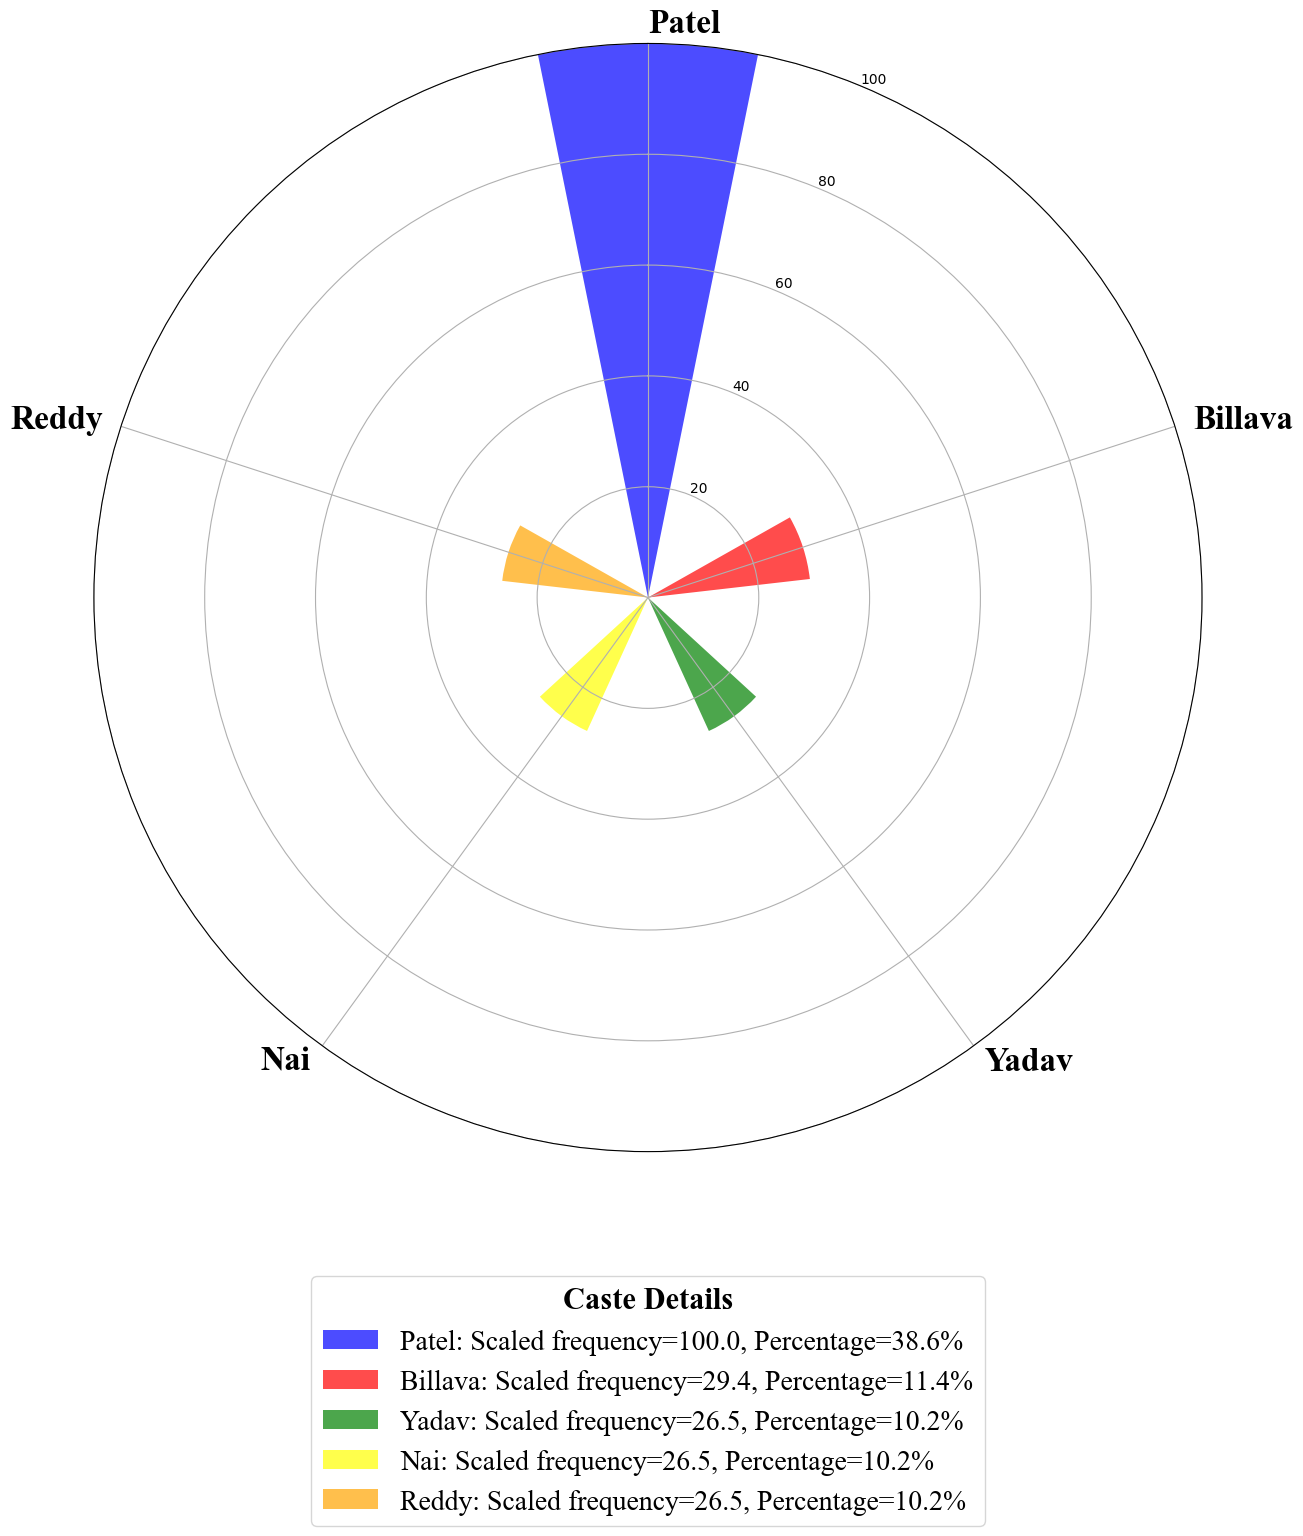 Patel
100
80
60
40
20
Reddy
Billava
Nai
Yadav
Caste Details
Patel: Scaled frequency=100.0, Percentage=38.6%
Billava: Scaled frequency=29.4, Percentage=11.4%
Yadav: Scaled frequency=26.5, Percentage=10.2%
Nai: Scaled frequency=26.5, Percentage=10.2%
Reddy: Scaled frequency=26.5, Percentage=10.2%